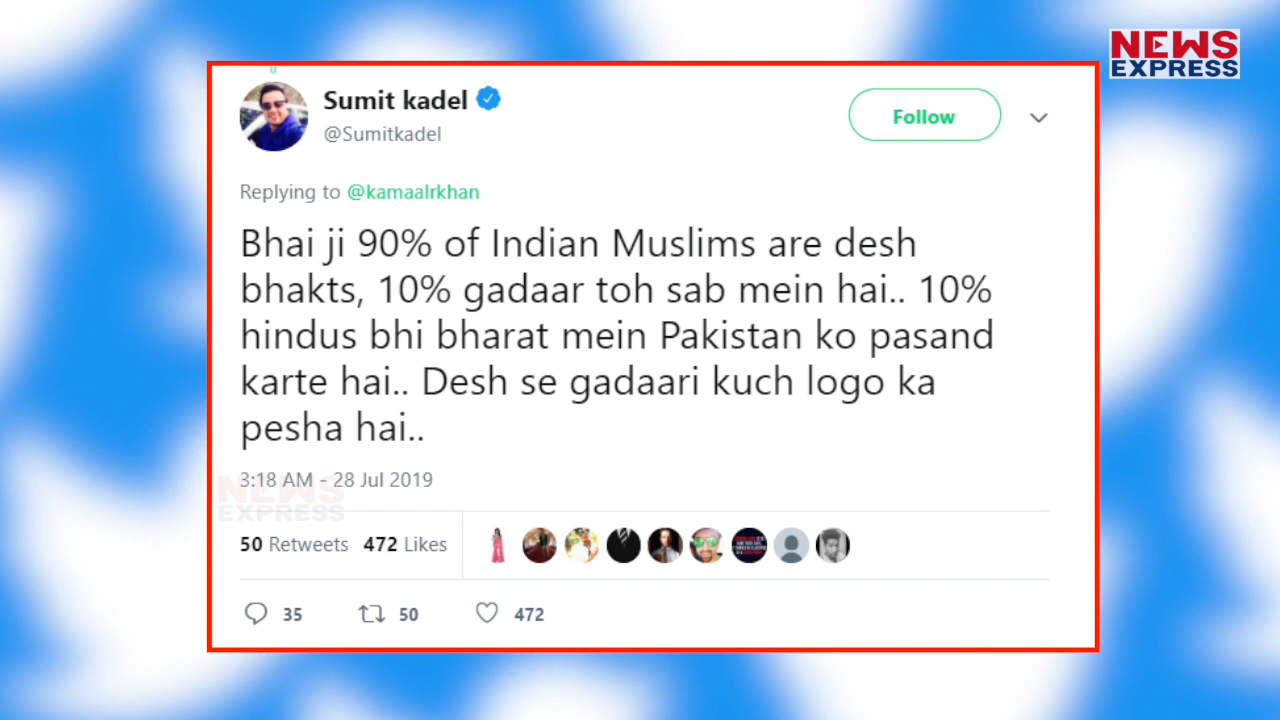 NEWS
EXPRESS
Sumit kadel
@Sumitkadel
Follow
Replying to @kamaalrkhan
Bhai ji 90% of Indian Muslims are desh
bhakts, 10% gadaar toh sab mein hai.. 10%
hindus bhi bharat mein Pakistan ko pasand
karte hai.. Desh se gadaari kuch logo ka
pesha hai..
3:18 AM - 28 Jul 2019
NEWS
EXPRESS
50 Retweets 472 Likes
35 50 472